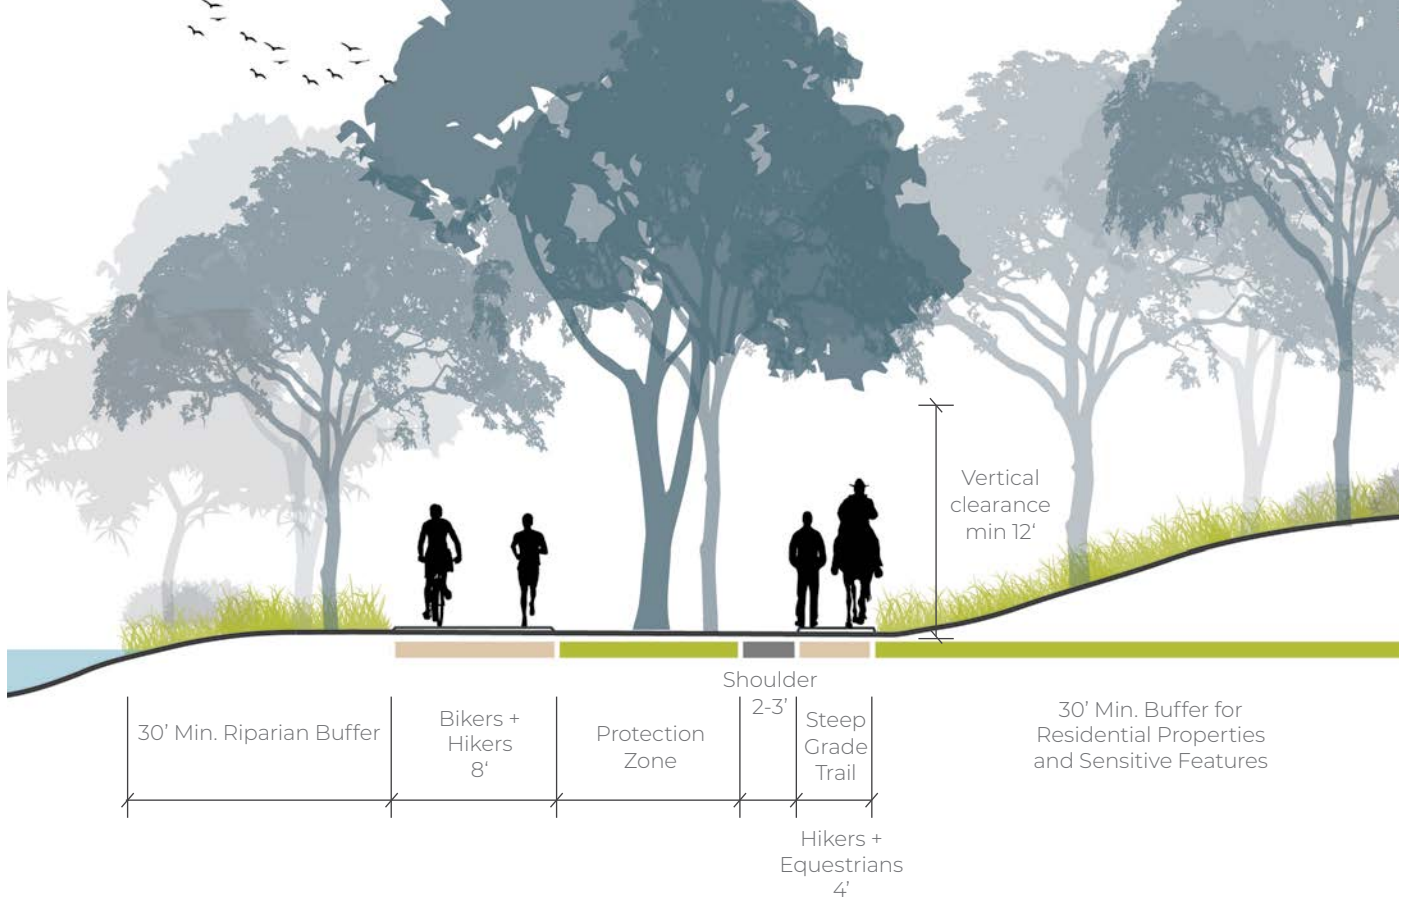 Vertical
clearance
min 12‘
30’ Min. Riparian Buffer
Bikers +
Hikers
8‘
Protection
Zone
Shoulder
2-3’
Steep
Grade
Trail
Hikers +
Equestrians
4’
30’ Min. Buffer for
Residential Properties
and Sensitive Features